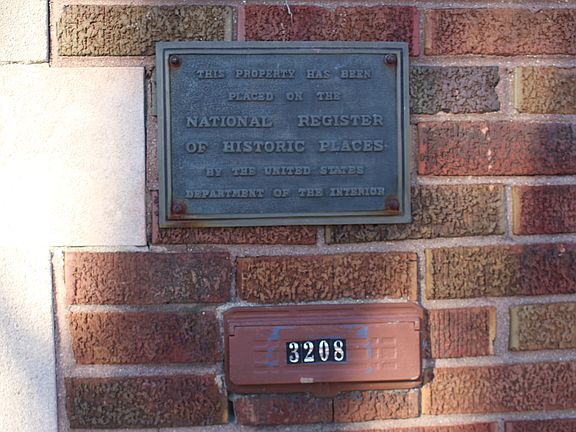 THIS PROPERTY HAS BEEN
PLACED ON THE
NATIONAL REGISTER
OF HISTORIC PLACES
BY THE UNITED STATES
DEPARTMENT OF THE INTERIOR
3208